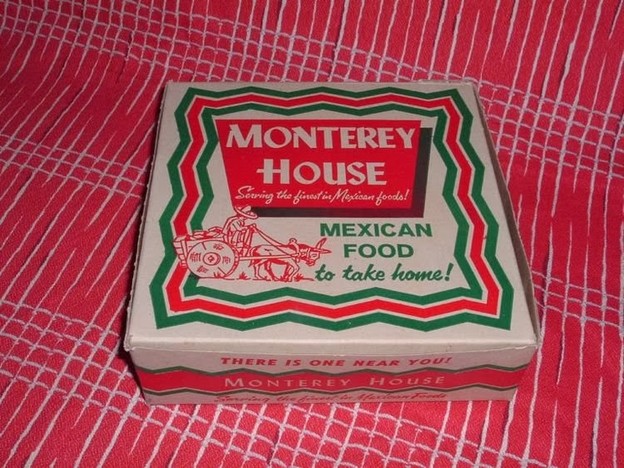 MONTEREY
HOUSE
Serving the finest in Mexican foods!
MEXICAN
FOOD
to take home!
THERE IS ONE NEAR YOU!
MONTEREY HOUSE
Serving the finest in Mexican Foods